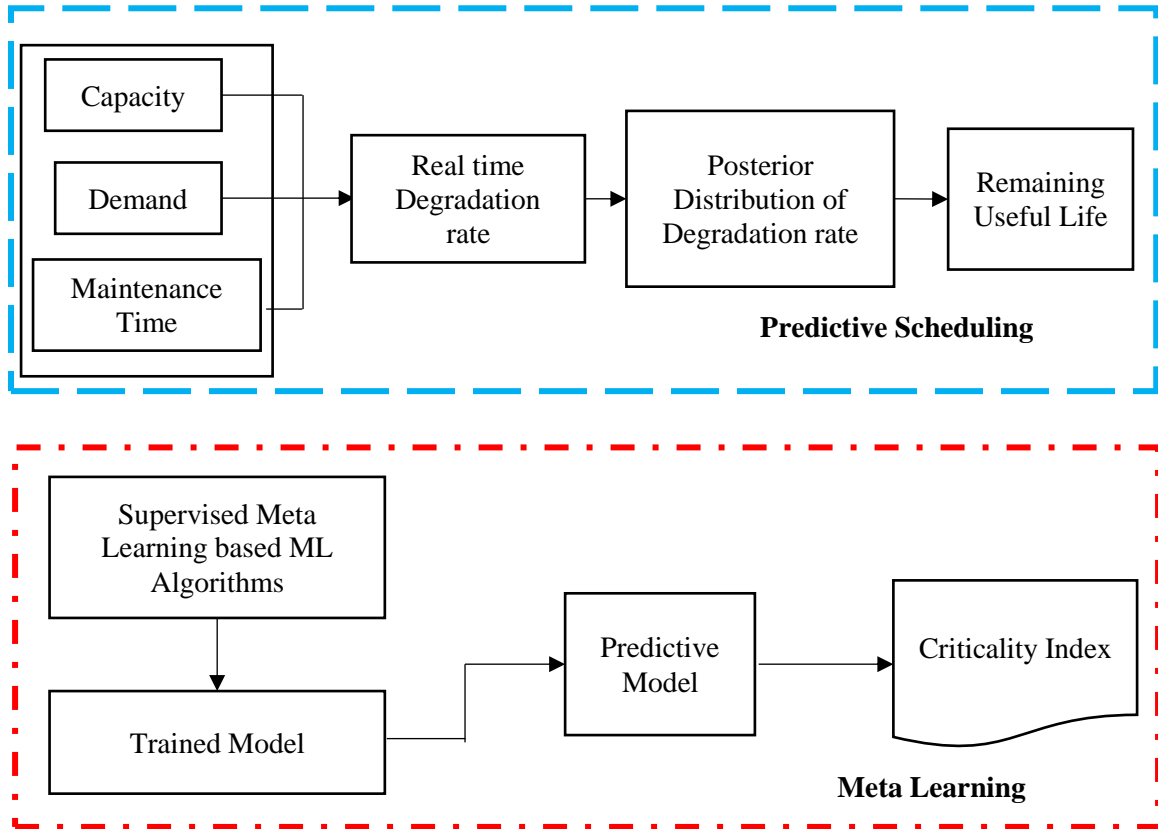 Capacity
Demand
Maintenance
Time
Real time
Degradation
rate
Posterior
Distribution of
Degradation rate
Remaining
Useful Life
Predictive Scheduling
Supervised Meta
Learning based ML
Algorithms
Trained Model
Predictive
Model
Criticality Index
Meta Learning